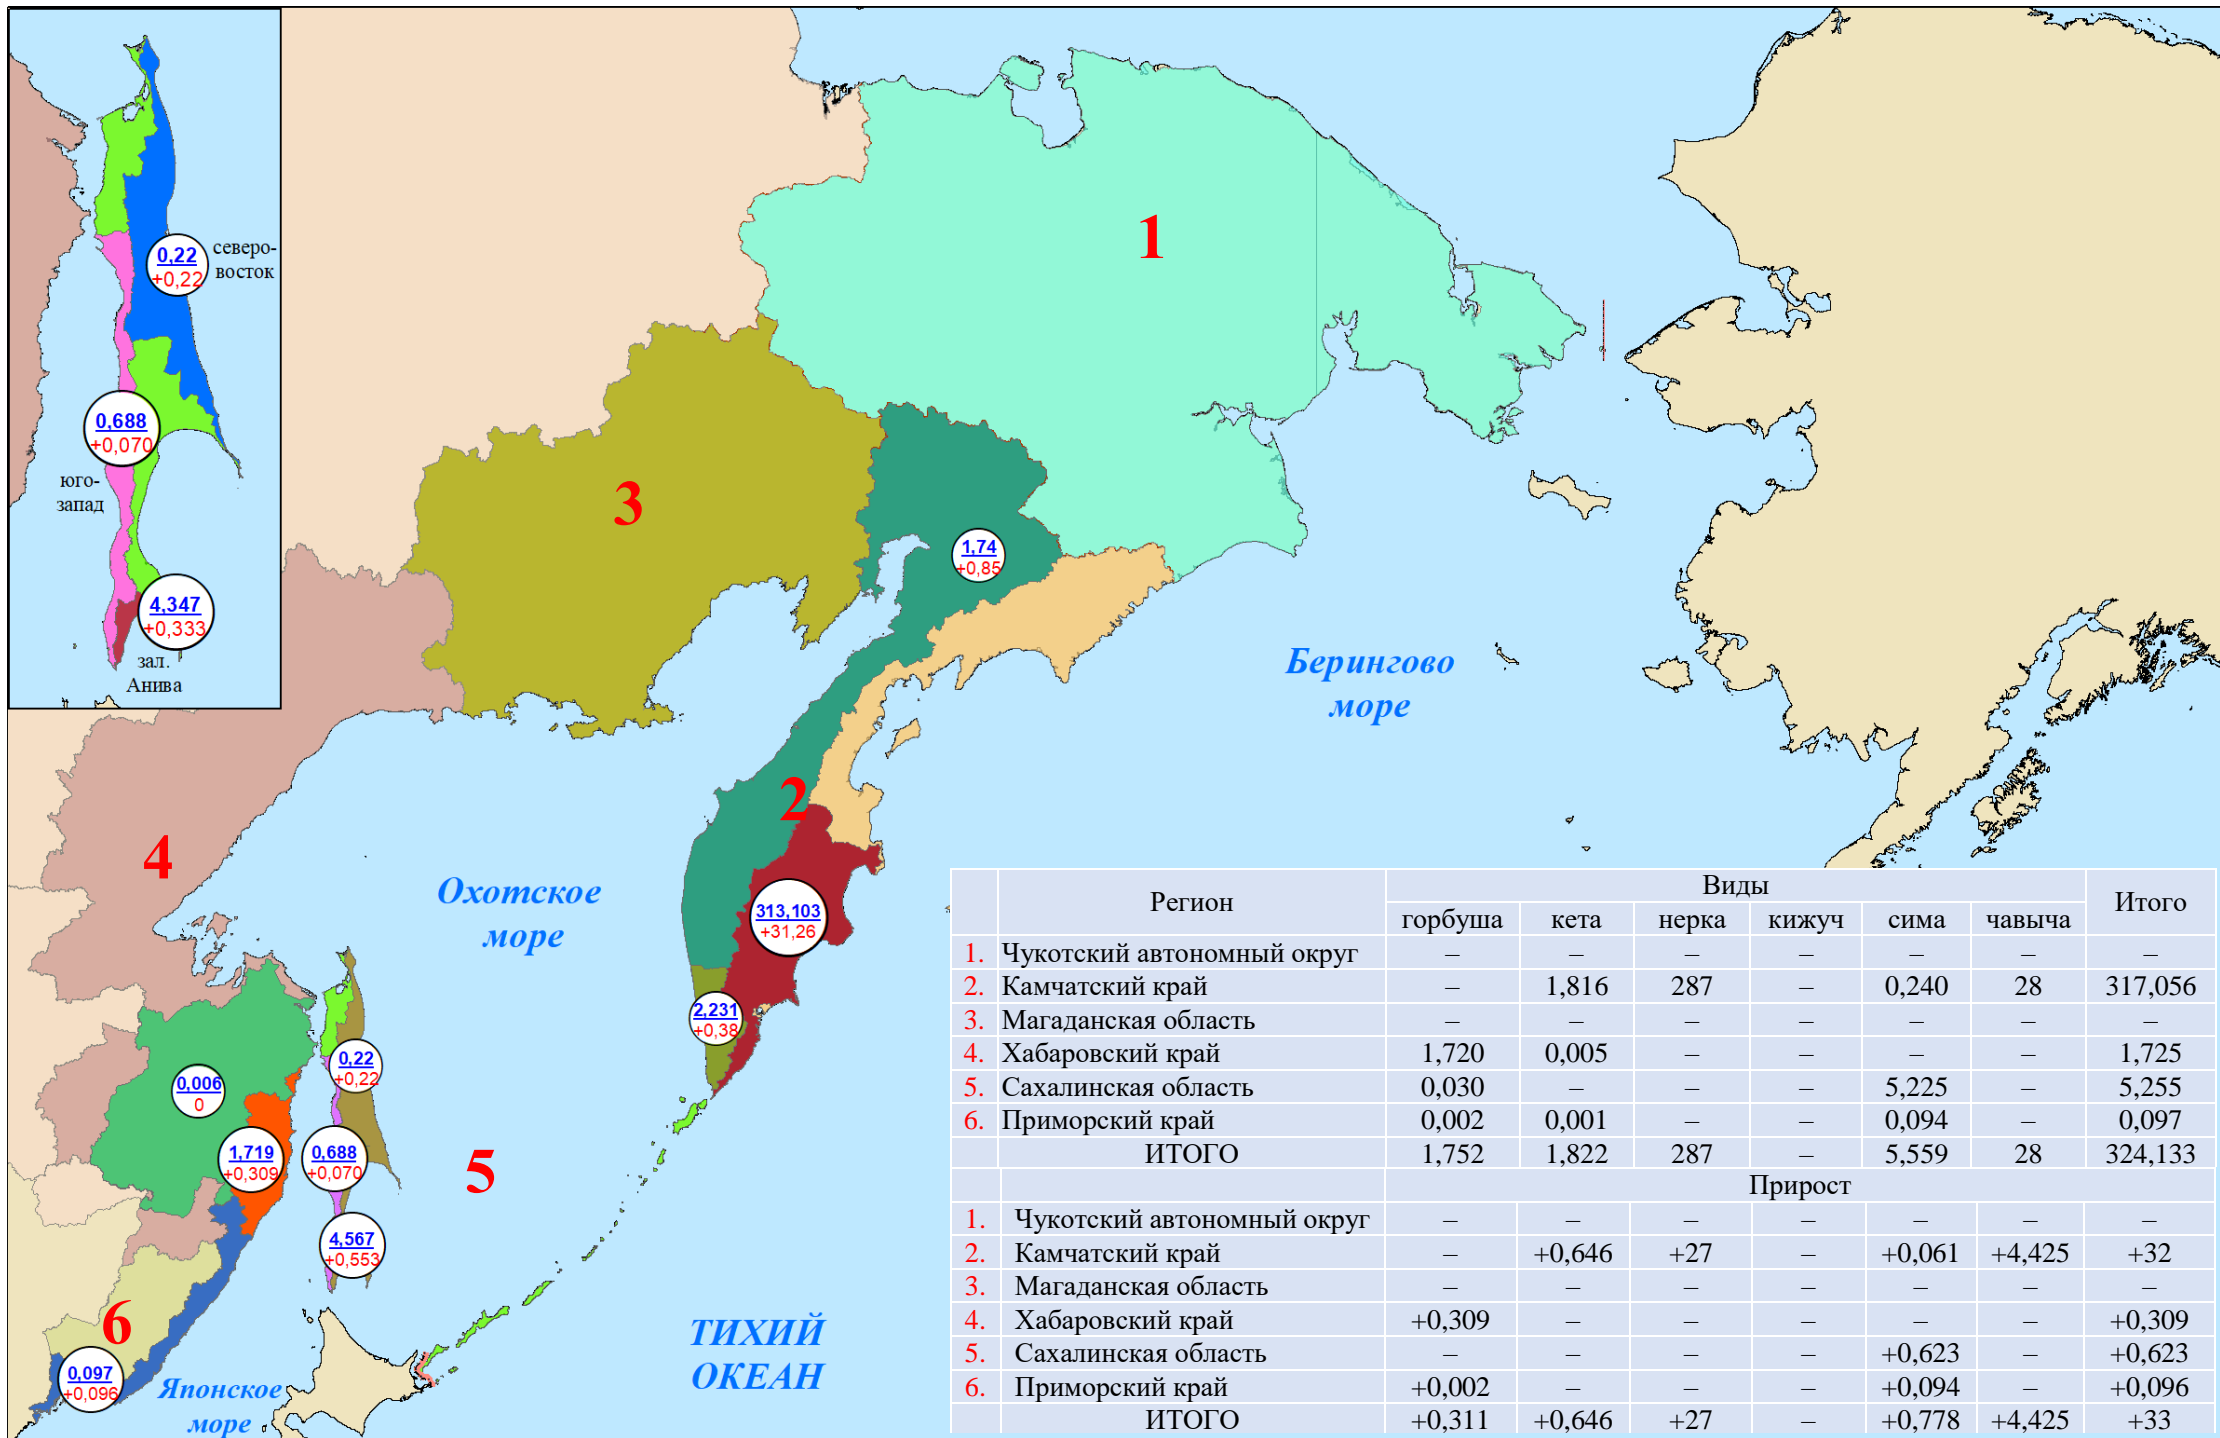 0,22
+0,22
северо-
восток
0,688
+0,070
юго-
запад
4,347
+0,333
зал.
Анива
1
3
1,74
+0,85
Берингово
море
2
4
Охотское
море
313,103
+31,26
2,231
+0,38
0,22
+0,22
0,006
0
1,719
+0,309
0,688
+0,070
5
4,567
+0,553
6
0,097
+0,096
Японское
море
ТИХИЙ
ОКЕАН
Регион Виды Итого
горбуша кета нерка кижуч сима чавыча
1. Чукотский автономный округ – – – – – – –
2. Камчатский край – 1,816 287 – 0,240 28 317,056
3. Магаданская область – – – – – – –
4. Хабаровский край 1,720 0,005 – – – – 1,725
5. Сахалинская область 0,030 – – – 5,225 – 5,255
6. Приморский край 0,002 0,001 – – 0,094 – 0,097
ИТОГО 1,752 1,822 287 – 5,559 28 324,133
Прирост
1. Чукотский автономный округ – – – – – – –
2. Камчатский край – +0,646 +27 – +0,061 +4,425 +32
3. Магаданская область – – – – – – –
4. Хабаровский край +0,309 – – – – – +0,309
5. Сахалинская область – – – – +0,623 – +0,623
6. Приморский край +0,002 – – – +0,094 – +0,096
ИТОГО +0,311 +0,646 +27 – +0,778 +4,425 +33